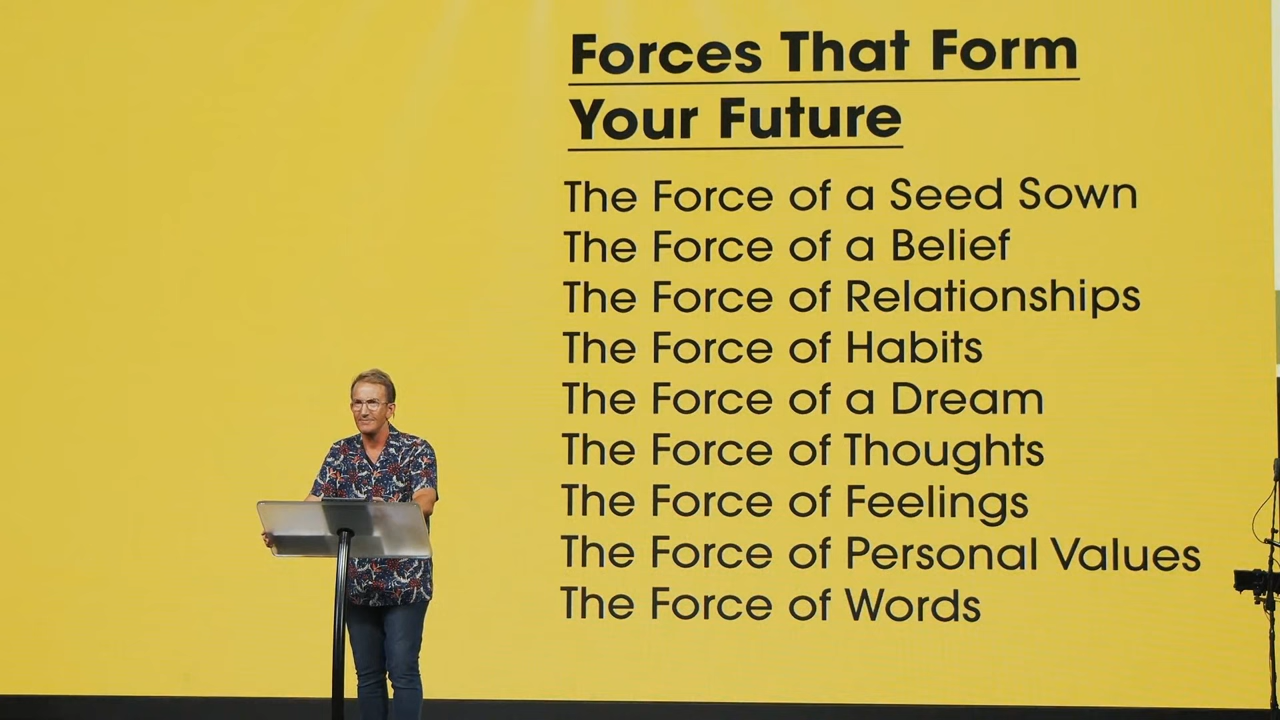 Forces That Form
Your Future
The Force of a Seed Sown
The Force of a Belief
The Force of Relationships
The Force of Habits
The Force of a Dream
The Force of Thoughts
The Force of Feelings
The Force of Personal Values
The Force of Words